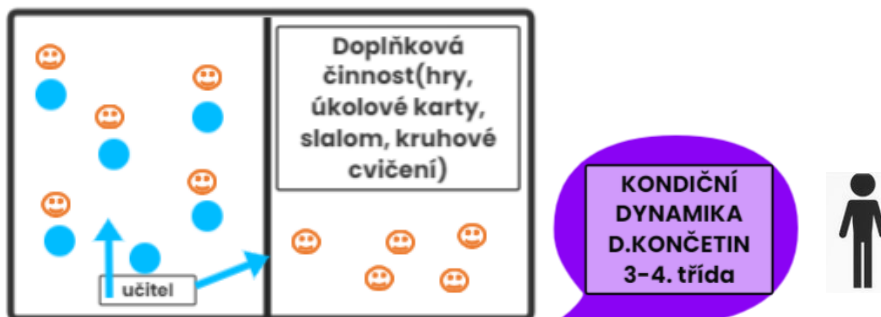 Doplňková
činnost(hry,
úkolové karty,
slalom, kruhové
cvičení)
učitel
KONDIČNÍ
DYNAMIKA
D.KONČETIN
3-4. třída